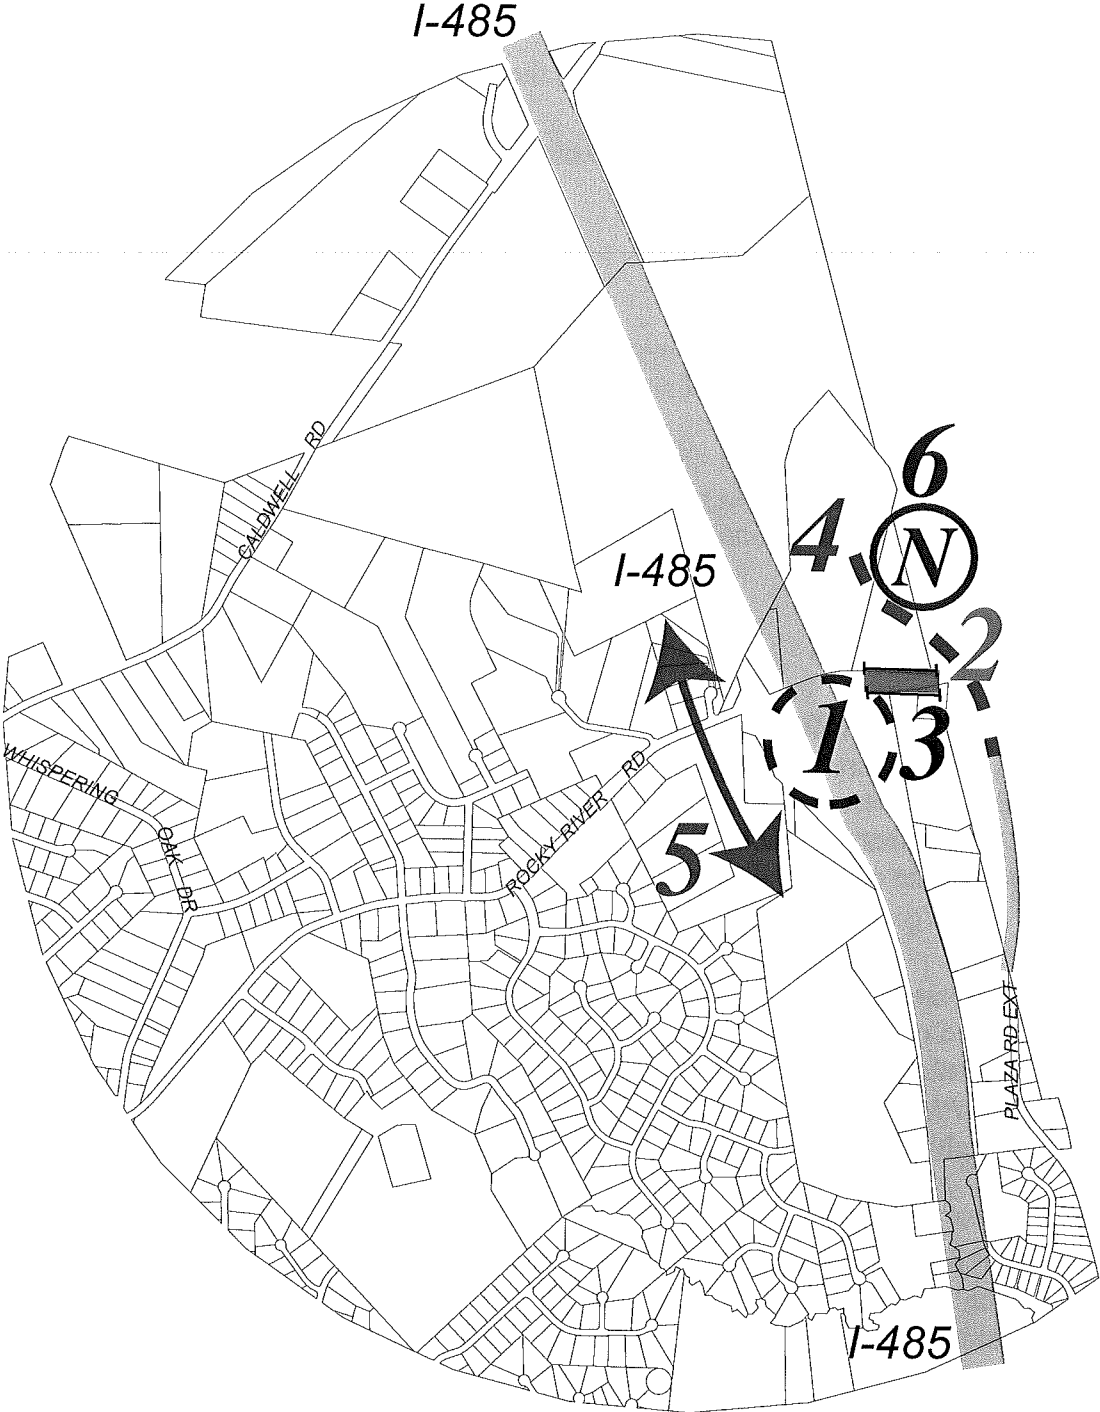 I-485
CALDWELL RD
6
4
N
I-485
2
1
3
WHISPERING
OAK DR
ROCKY RIVER RD
5
PLAZA RD EXT
I-485